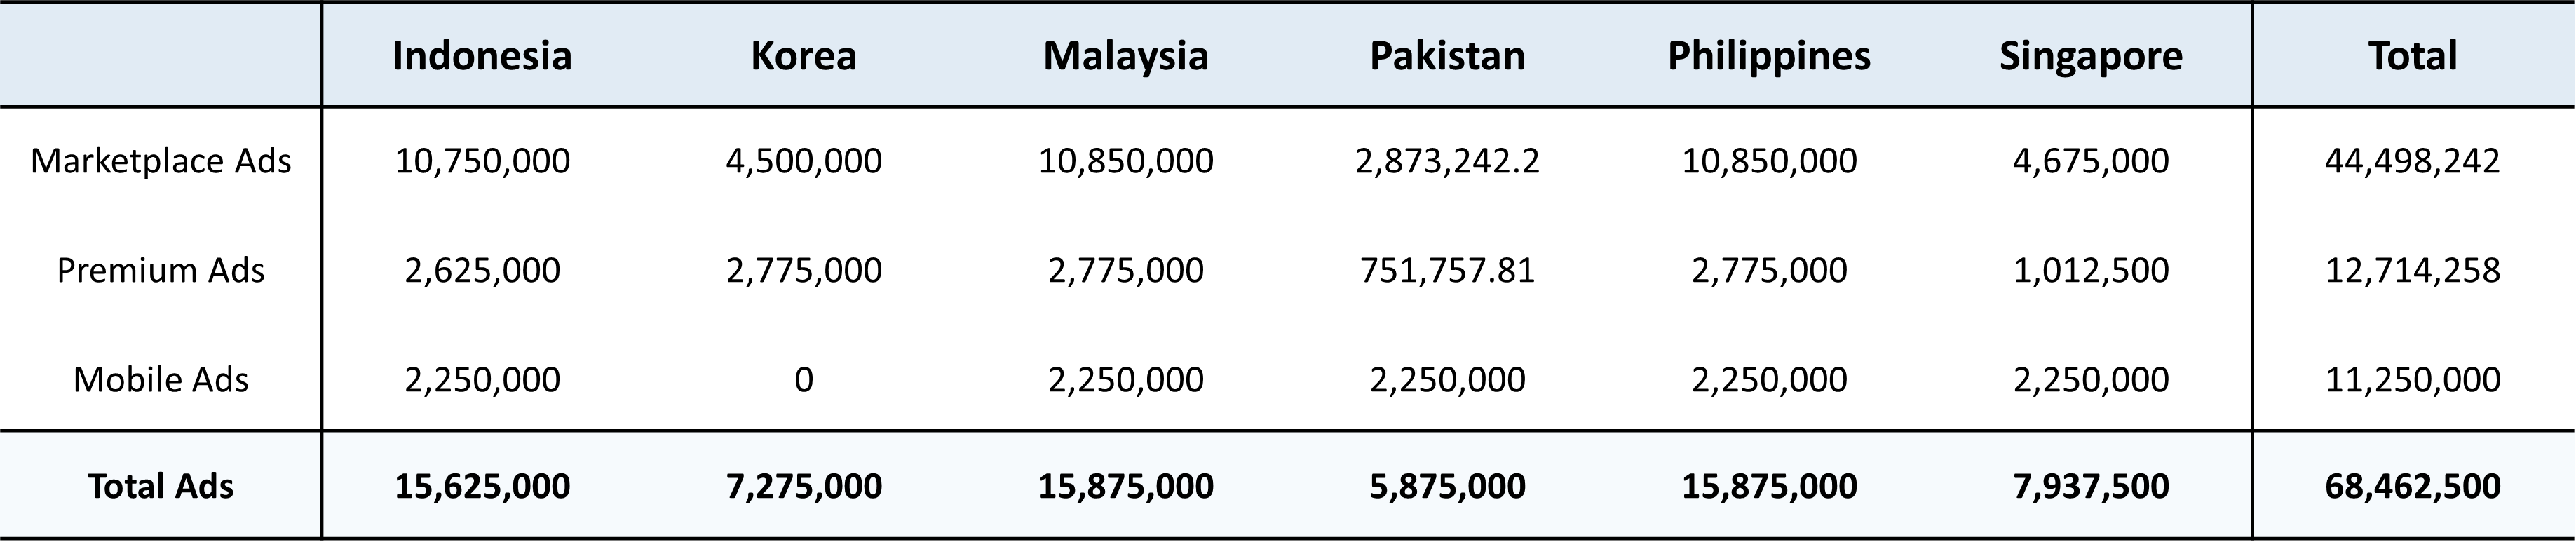 Indonesia Korea Malaysia Pakistan Philippines Singapore Total
Marketplace Ads 10,750,000 4,500,000 10,850,000 2,873,242.2 10,850,000 4,675,000 44,498,242
Premium Ads 2,625,000 2,775,000 2,775,000 751,757.81 2,775,000 1,012,500 12,714,258
Mobile Ads 2,250,000 0 2,250,000 2,250,000 2,250,000 2,250,000 11,250,000
Total Ads 15,625,000 7,275,000 15,875,000 5,875,000 15,875,000 7,937,500 68,462,500